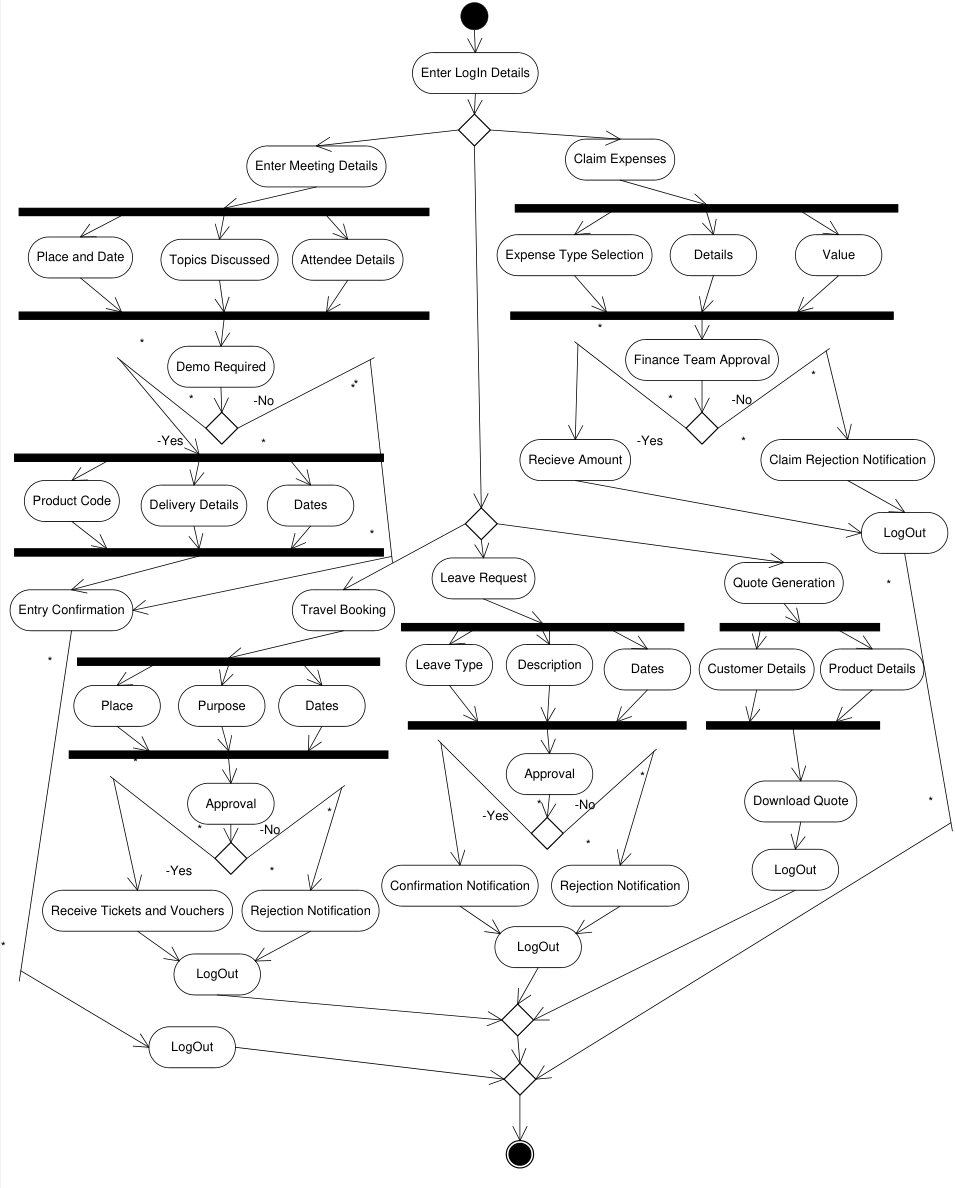 Enter LogIn Details
Enter Meeting Details
Claim Expenses
Place and Date
Topics Discussed
Attendee Details
Expense Type Selection
Details
Value
*
*
Demo Required
Finance Team Approval
*
*
*
*
-No
*
-No
-Yes
*
-Yes
*
Recieve Amount
Claim Rejection Notification
Product Code
Delivery Details
Dates
*
LogOut
Leave Request
Quote Generation
*
Entry Confirmation
Travel Booking
*
Leave Type
Description
Dates
Customer Details
Product Details
Place
Purpose
Dates
*
Approval
*
Approval
*
-No
*
*
-Yes
*
-No
*
-Yes
*
Download Quote
*
LogOut
Confirmation Notification
Rejection Notification
Receive Tickets and Vouchers
Rejection Notification
*
LogOut
LogOut
LogOut